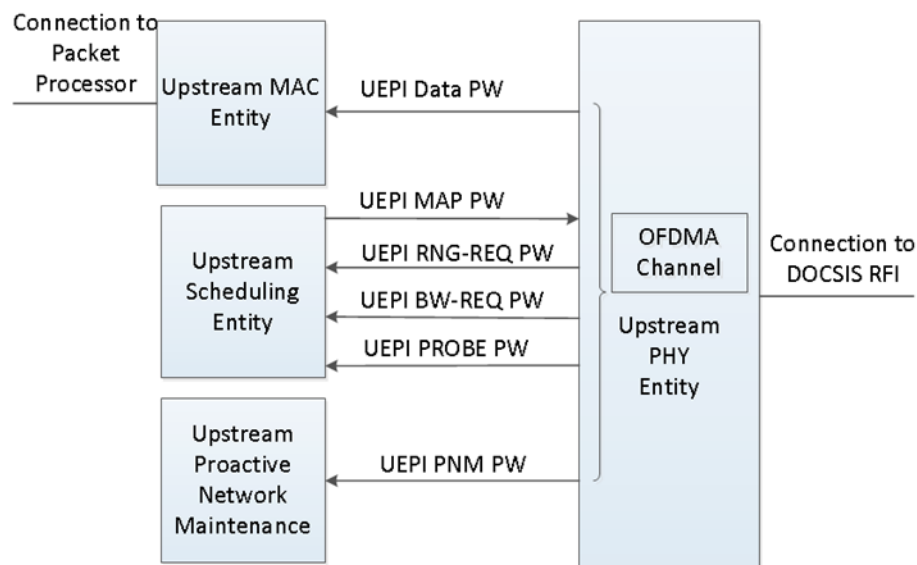 Connection to
Packet
Processor
Upstream MAC
Entity
UEPI Data PW
UEPI MAP PW
UEPI RNG-REQ PW
UEPI BW-REQ PW
UEPI PROBE PW
Upstream
Scheduling
Entity
OFDMA
Channel
Upstream
PHY
Entity
Connection to
DOCSIS RFI
Upstream
Proactive
Network
Maintenance
UEPI PNM PW